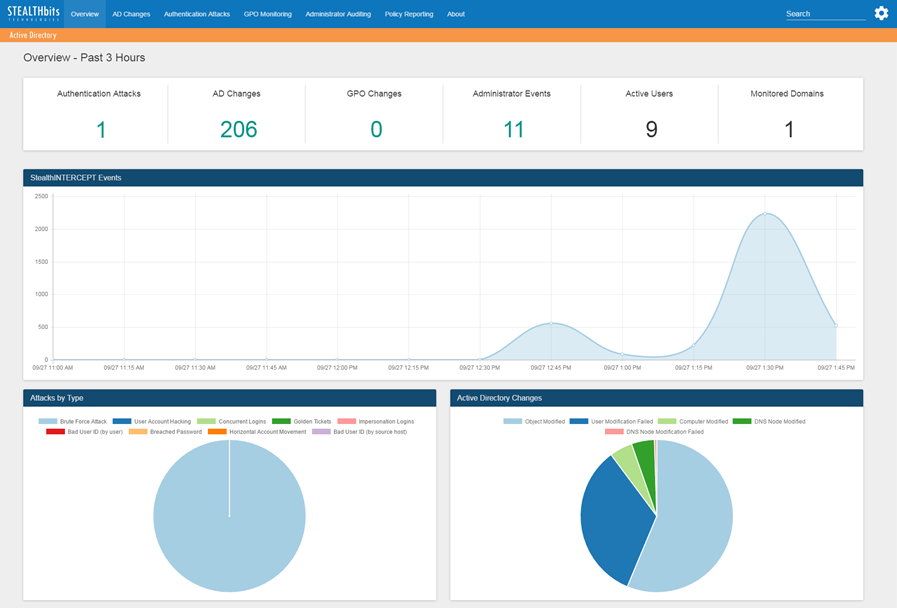 STEALTHbits
TECHNOLOGIES
Overview AD Changes Authentication Attacks GPO Monitoring Administrator Auditing Policy Reporting About Search
Active Directory
Overview - Past 3 Hours
Authentication Attacks AD Changes GPO Changes Administrator Events Active Users Monitored Domains
1 206 0 11 9 1
StealthINTERCEPT Events
2500
2000
1500
1000
500
0
09/27 11:00 AM 09/27 11:15 AM 09/27 11:30 AM 09/27 11:45 AM 09/27 12:00 PM 09/27 12:15 PM 09/27 12:30 PM 09/27 12:45 PM 09/27 1:00 PM 09/27 1:15 PM 09/27 1:30 PM 09/27 1:45 PM
Attacks by Type
Brute Force Attack User Account Hacking Concurrent Logins Golden Tickets Impersonation Logins
Bad User ID (by user) Breached Password Horizontal Account Movement Bad User ID (by source host)
Active Directory Changes
Object Modified User Modification Failed Computer Modified DNS Node Modified
DNS Node Modification Failed